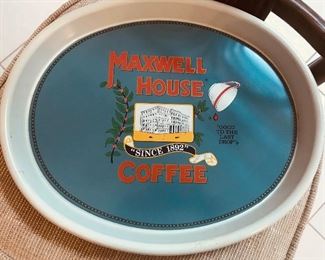 MAXWELL
HOUSE
"SINCE 1892"
COFFEE
"GOOD
TO THE
LAST
DROP"